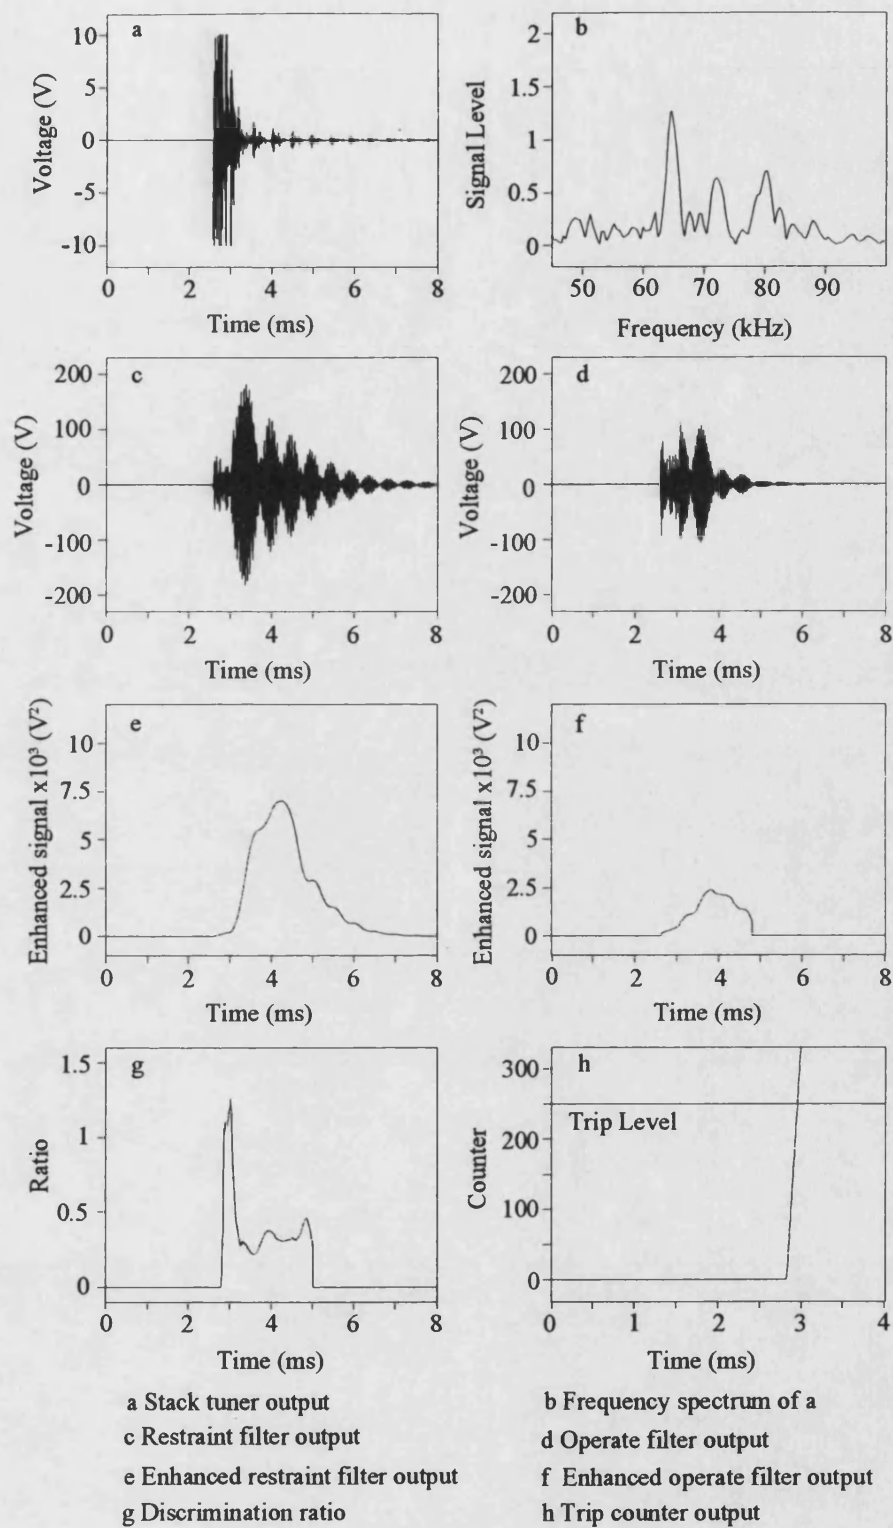 a
10
5
0
-5
-10
Voltage (V)
0 2 4 6 8
Time (ms)
b
2
1.5
1
0.5
0
Signal Level
50 60 70 80 90
Frequency (kHz)
c
200
100
0
-100
-200
Voltage (V)
0 2 4 6 8
Time (ms)
d
200
100
0
-100
-200
Voltage (V)
0 2 4 6 8
Time (ms)
e
10
7.5
5
2.5
0
Enhanced signal x10³ (V²)
0 2 4 6 8
Time (ms)
f
10
7.5
5
2.5
0
Enhanced signal x10³ (V²)
0 2 4 6 8
Time (ms)
g
1.5
1
0.5
0
Ratio
0 2 4 6 8
Time (ms)
h
300
200
100
0
Counter
Trip Level
0 1 2 3 4
Time (ms)
a Stack tuner output
b Frequency spectrum of a
c Restraint filter output
d Operate filter output
e Enhanced restraint filter output
f Enhanced operate filter output
g Discrimination ratio
h Trip counter output